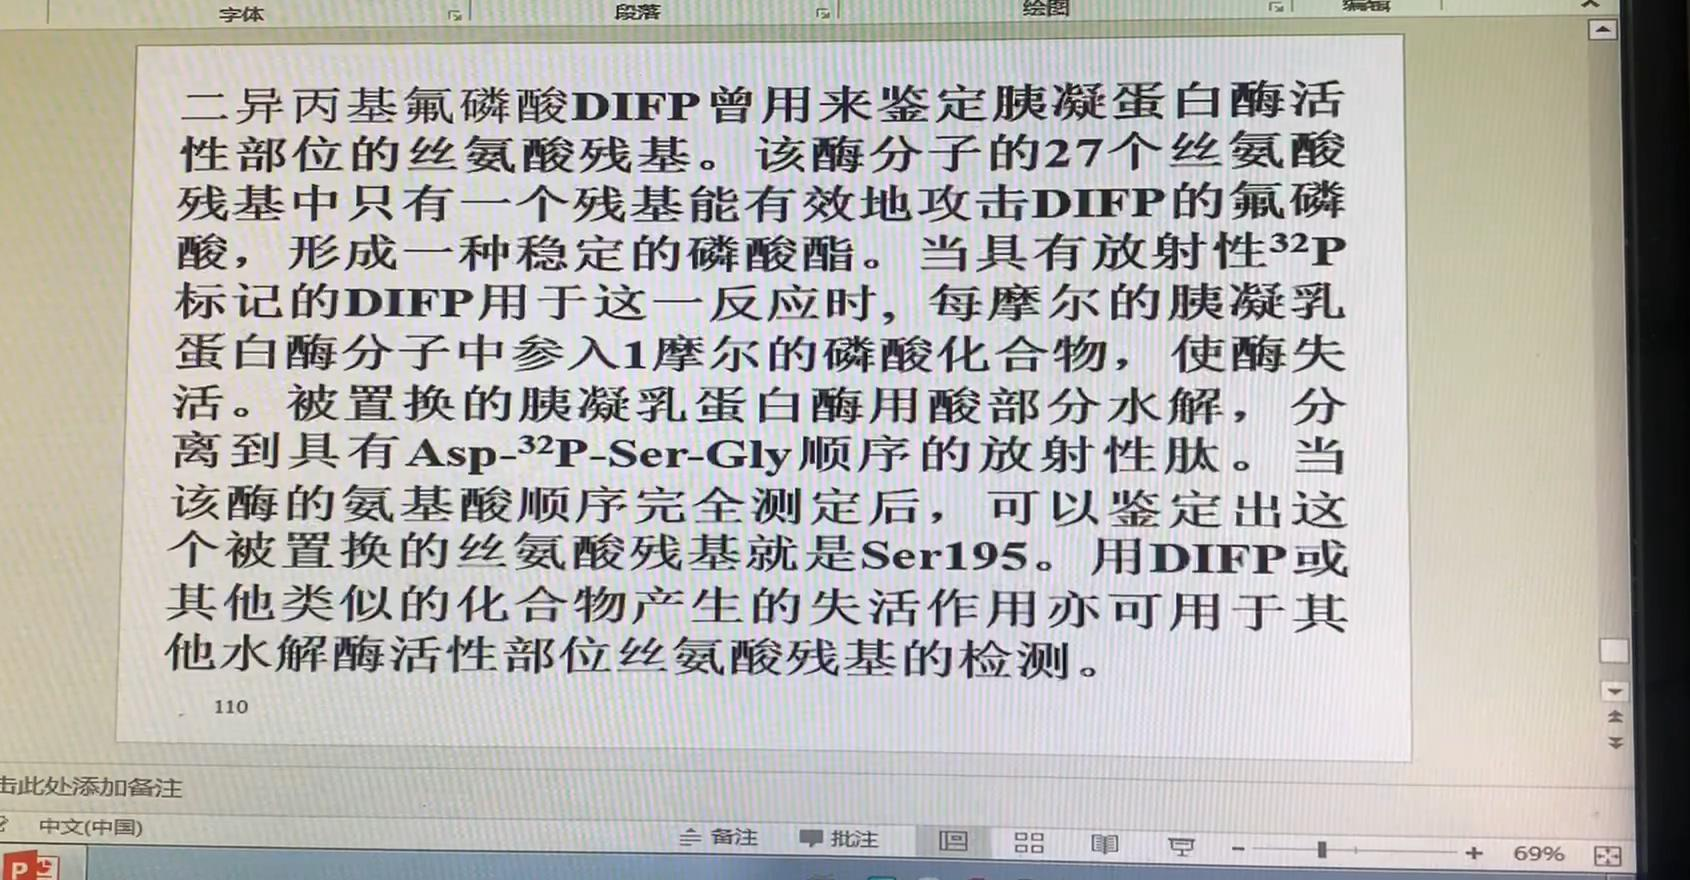 字体 段落 绘图 编辑
二异丙基氟磷酸DIFP曾用来鉴定胰凝蛋白酶活
性部位的丝氨酸残基。该酶分子的27个丝氨酸
残基中只有一个残基能有效地攻击DIFP的氟磷
酸，形成一种稳定的磷酸酯。当具有放射性³²P
标记的DIFP用于这一反应时，每摩尔的胰凝乳
蛋白酶分子中参入1摩尔的磷酸化合物，使酶失
活。被置换的胰凝乳蛋白酶用酸部分水解，分
离到具有Asp-³²P-Ser-Gly顺序的放射性肽。当
该酶的氨基酸顺序完全测定后，可以鉴定出这
个被置换的丝氨酸残基就是Ser195。用DIFP或
其他类似的化合物产生的失活作用亦可用于其
他水解酶活性部位丝氨酸残基的检测。
110
击此处添加备注
中文(中国) 备注 批注 69%
P